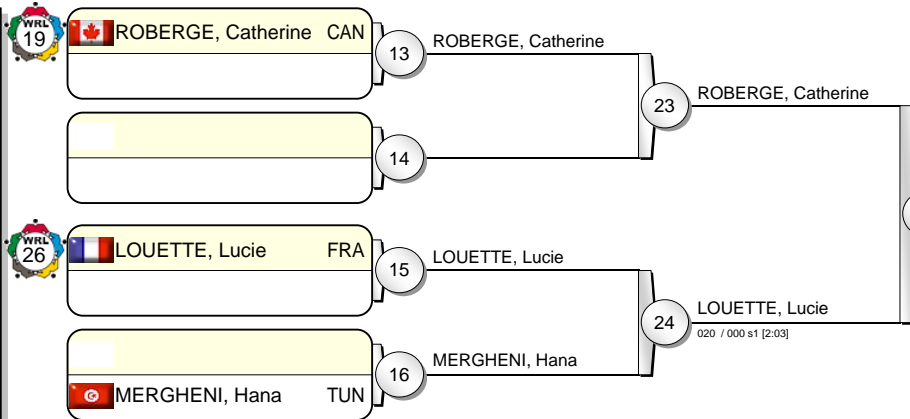 WRL
19
ROBERGE, Catherine CAN
13
ROBERGE, Catherine
23
ROBERGE, Catherine
14
WRL
26
LOUETTE, Lucie FRA
15
LOUETTE, Lucie
24
LOUETTE, Lucie
020 / 000 s1 [2:03]
16
MERGHENI, Hana
MERGHENI, Hana TUN